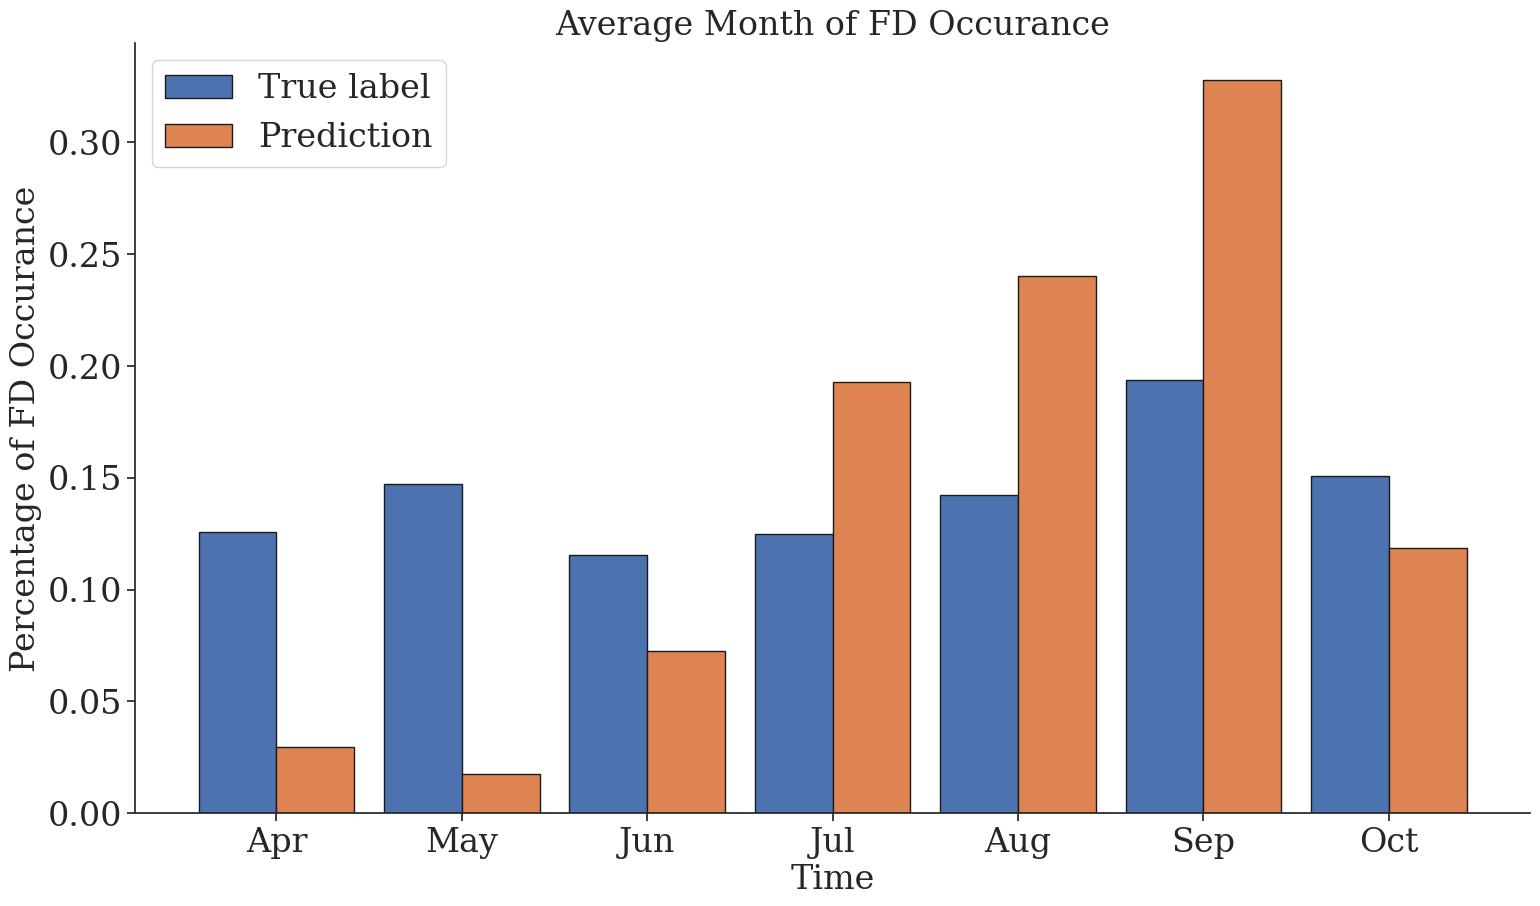 Average Month of FD Occurance
True label
Prediction
Percentage of FD Occurance
0.30
0.25
0.20
0.15
0.10
0.05
0.00
Apr May Jun Jul Aug Sep Oct
Time